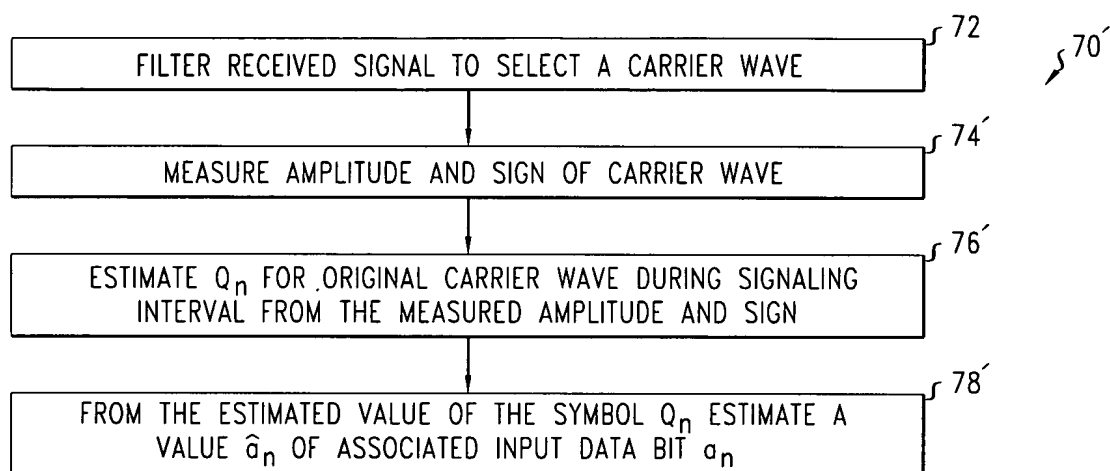 72
70′
FILTER RECEIVED SIGNAL TO SELECT A CARRIER WAVE
74′
MEASURE AMPLITUDE AND SIGN OF CARRIER WAVE
76′
ESTIMATE Qn FOR ORIGINAL CARRIER WAVE DURING SIGNALING
INTERVAL FROM THE MEASURED AMPLITUDE AND SIGN
78′
FROM THE ESTIMATED VALUE OF THE SYMBOL Qn ESTIMATE A
VALUE ân OF ASSOCIATED INPUT DATA BIT an